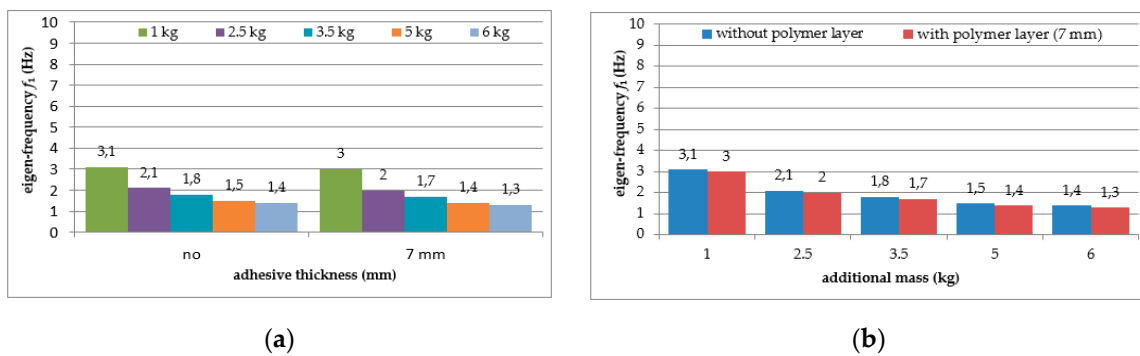 10
9
8
7
6
5
4
3
2
1
0
eigen-frequency f₁ (Hz)
1 kg 2.5 kg 3.5 kg 5 kg 6 kg
3,1 2,1 1,8 1,5 1,4 3 2 1,7 1,4 1,3
no 7 mm
adhesive thickness (mm)
(a)
10
9
8
7
6
5
4
3
2
1
0
eigen-frequency f₁ (Hz)
without polymer layer with polymer layer (7 mm)
3,1 3 2,1 2 1,8 1,7 1,5 1,4 1,4 1,3
1 2.5 3.5 5 6
additional mass (kg)
(b)